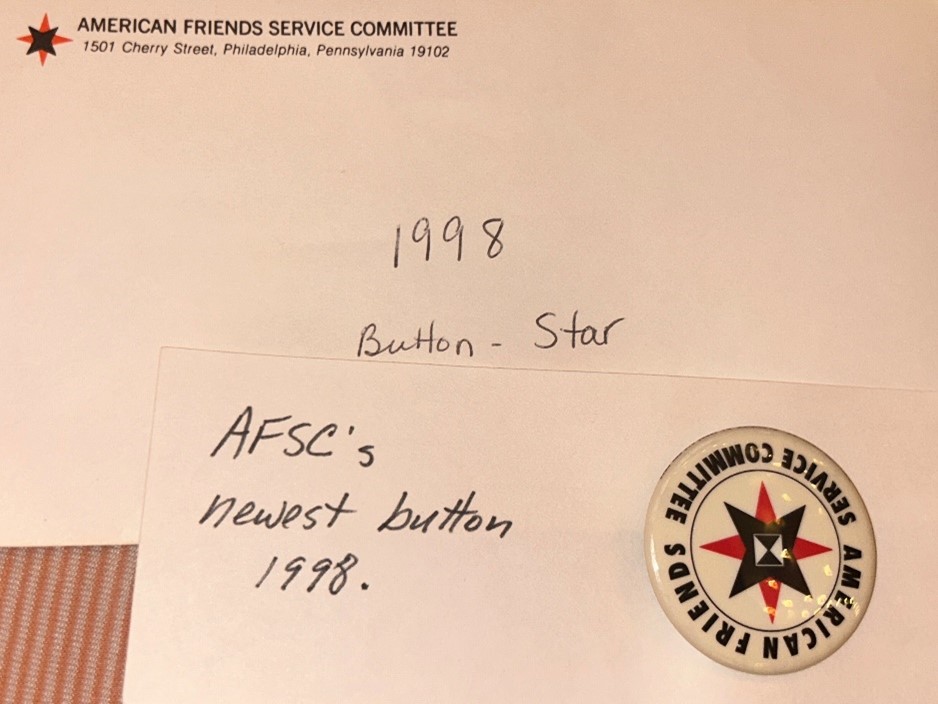 AMERICAN FRIENDS SERVICE COMMITTEE
1501 Cherry Street, Philadelphia, Pennsylvania 19102
1998
Button - Star
AFSC's
newest button
1998.
AMERICAN FRIENDS SERVICE COMMITTEE